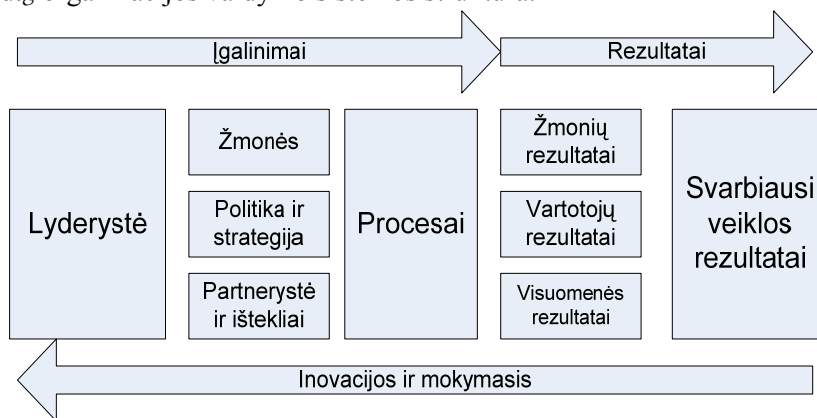 Įgalinimai
Rezultatai
Lyderystė
Žmonės
Politika ir
strategija
Partnerystė
ir ištekliai
Procesai
Žmonių
rezultatai
Vartotojų
rezultatai
Visuomenės
rezultatai
Svarbiausi
veiklos
rezultatai
Inovacijos ir mokymasis